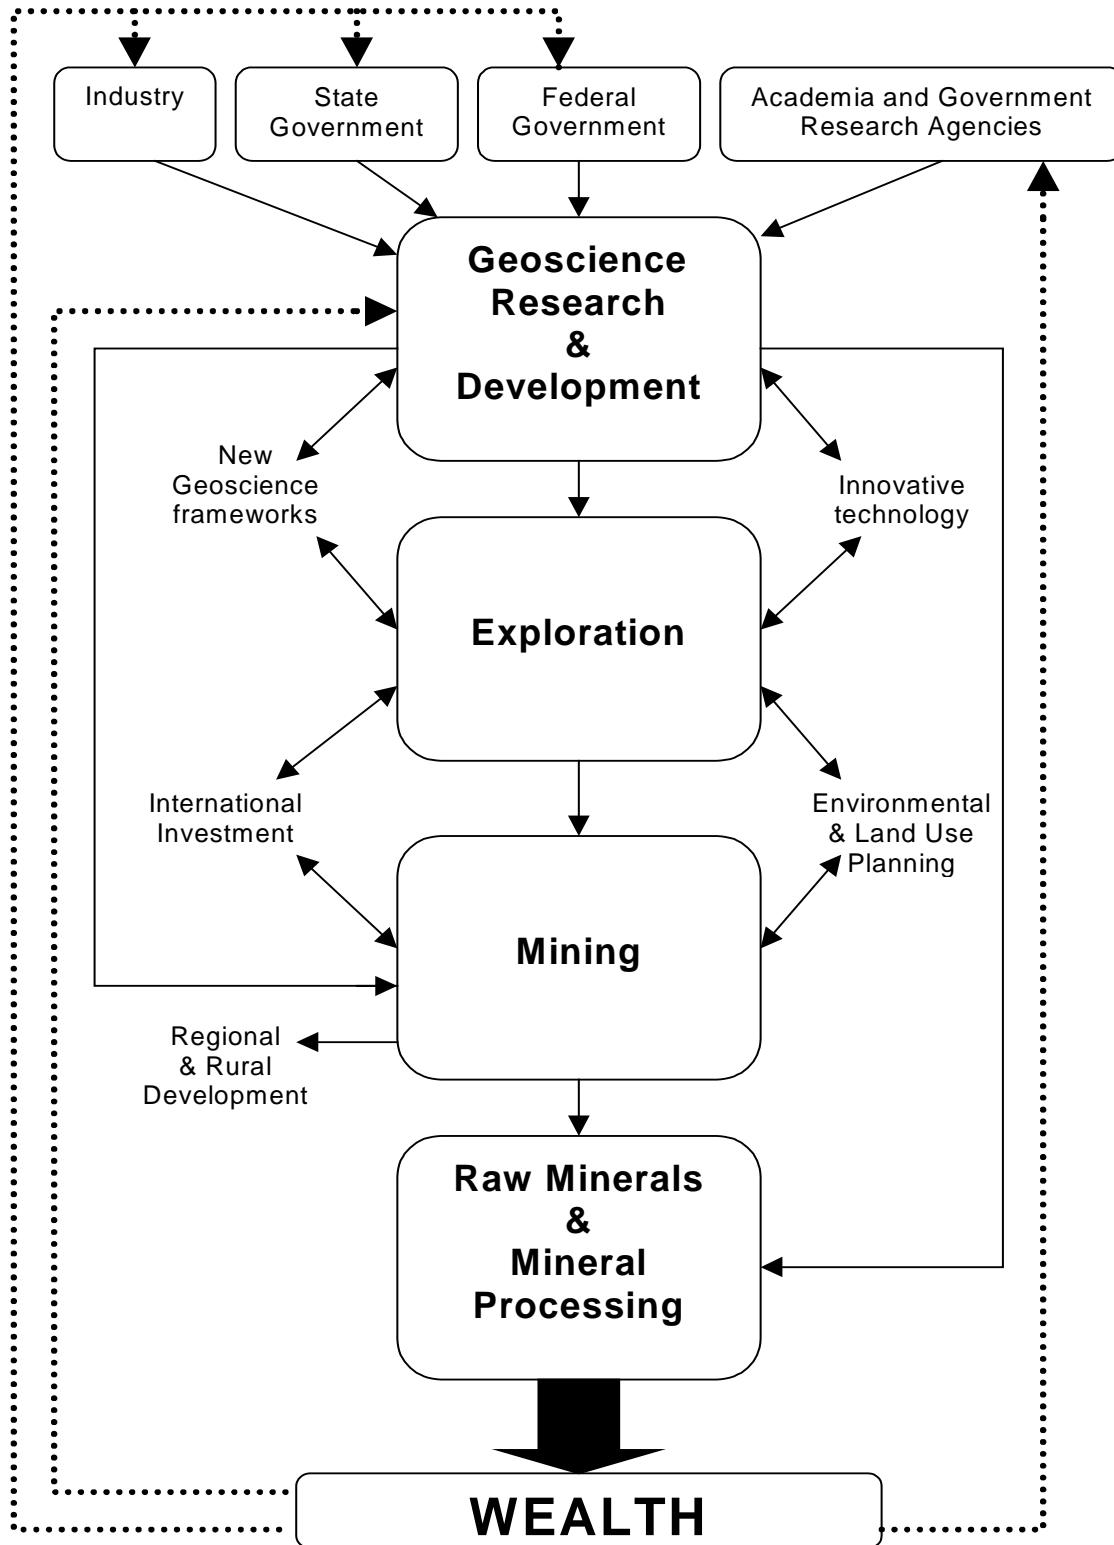 Industry
State
Government
Federal
Government
Academia and Government
Research Agencies
Geoscience
Research
&
Development
New
Geoscience
frameworks
Innovative
technology
Exploration
International
Investment
Environmental
& Land Use
Planning
Mining
Regional
& Rural
Development
Raw Minerals
&
Mineral
Processing
WEALTH